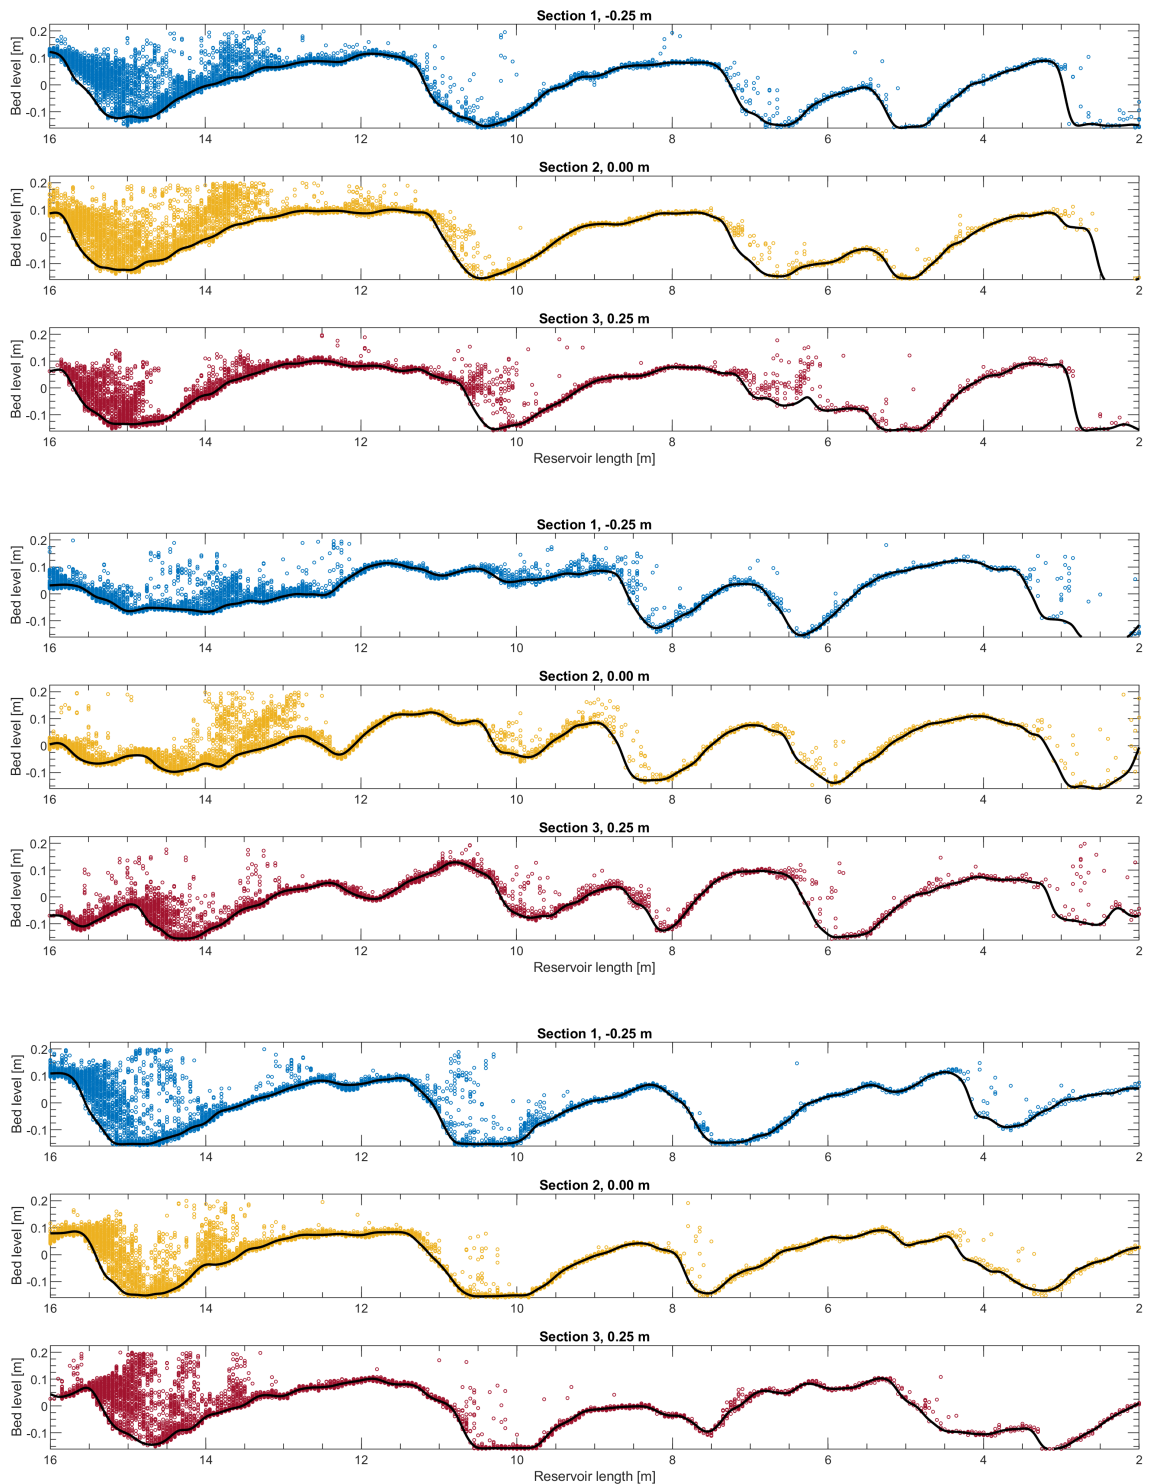 Section 1, -0.25 m
Bed level [m]
0.2
0.1
0
-0.1
16 14 12 10 8 6 4 2
Section 2, 0.00 m
Bed level [m]
0.2
0.1
0
-0.1
16 14 12 10 8 6 4 2
Section 3, 0.25 m
Bed level [m]
0.2
0.1
0
-0.1
16 14 12 10 8 6 4 2
Reservoir length [m]
Section 1, -0.25 m
Bed level [m]
0.2
0.1
0
-0.1
16 14 12 10 8 6 4 2
Section 2, 0.00 m
Bed level [m]
0.2
0.1
0
-0.1
16 14 12 10 8 6 4 2
Section 3, 0.25 m
Bed level [m]
0.2
0.1
0
-0.1
16 14 12 10 8 6 4 2
Reservoir length [m]
Section 1, -0.25 m
Bed level [m]
0.2
0.1
0
-0.1
16 14 12 10 8 6 4 2
Section 2, 0.00 m
Bed level [m]
0.2
0.1
0
-0.1
16 14 12 10 8 6 4 2
Section 3, 0.25 m
Bed level [m]
0.2
0.1
0
-0.1
16 14 12 10 8 6 4 2
Reservoir length [m]